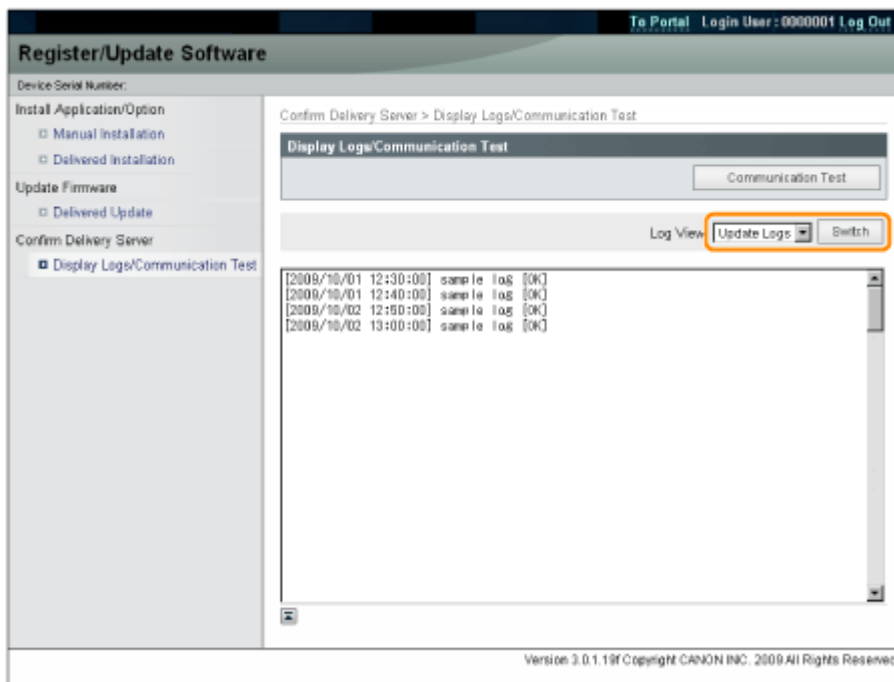 To Portal Login User : 0000001 Log Out
Register/Update Software
Device Serial Number:
Install Application/Option
Manual Installation
Delivered Installation
Update Firmware
Delivered Update
Confirm Delivery Server
Display Logs/Communication Test
Confirm Delivery Server > Display Logs/Communication Test
Display Logs/Communication Test
Communication Test
Log View Update Logs Switch
[2009/10/01 12:30:00] sample log [OK]
[2009/10/01 12:40:00] sample log [OK]
[2009/10/02 12:50:00] sample log [OK]
[2009/10/02 13:00:00] sample log [OK]
Version 3.0.1.19f Copyright CANON INC. 2009 All Rights Reserved